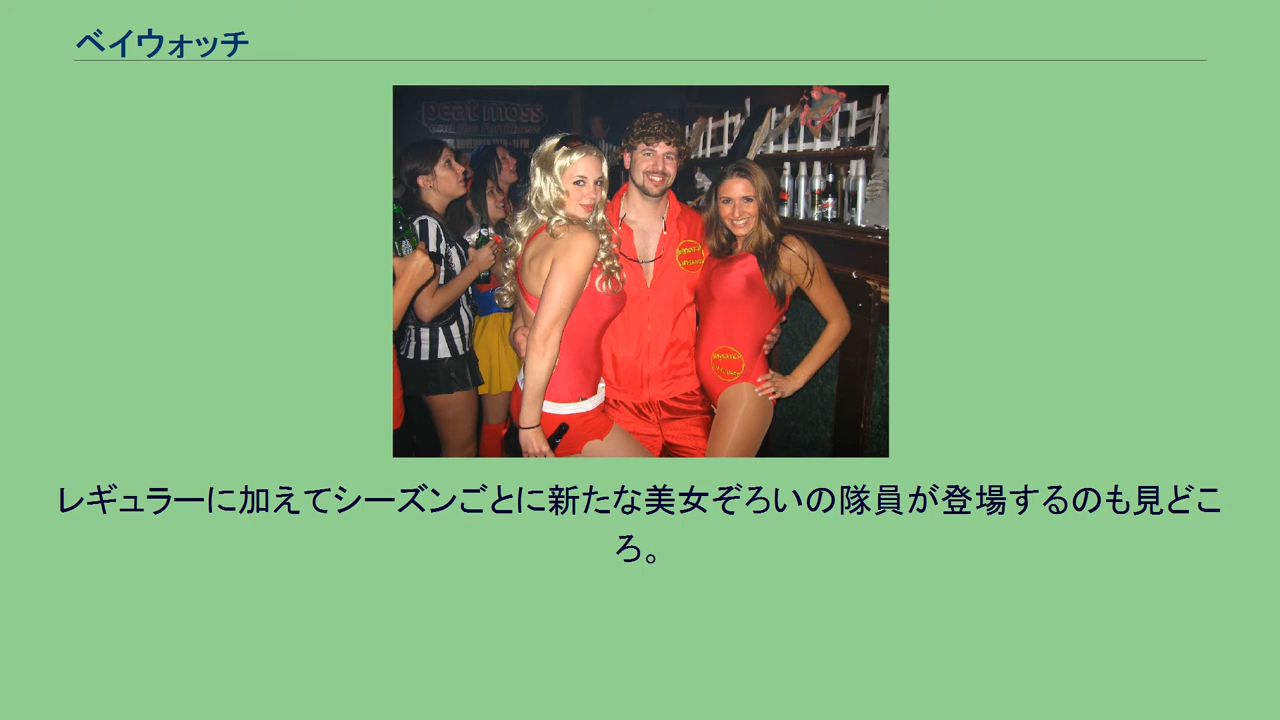 ベイウォッチ
peat moss
レギュラーに加えてシーズンごとに新たな美女ぞろいの隊員が登場するのも見どこ
ろ。